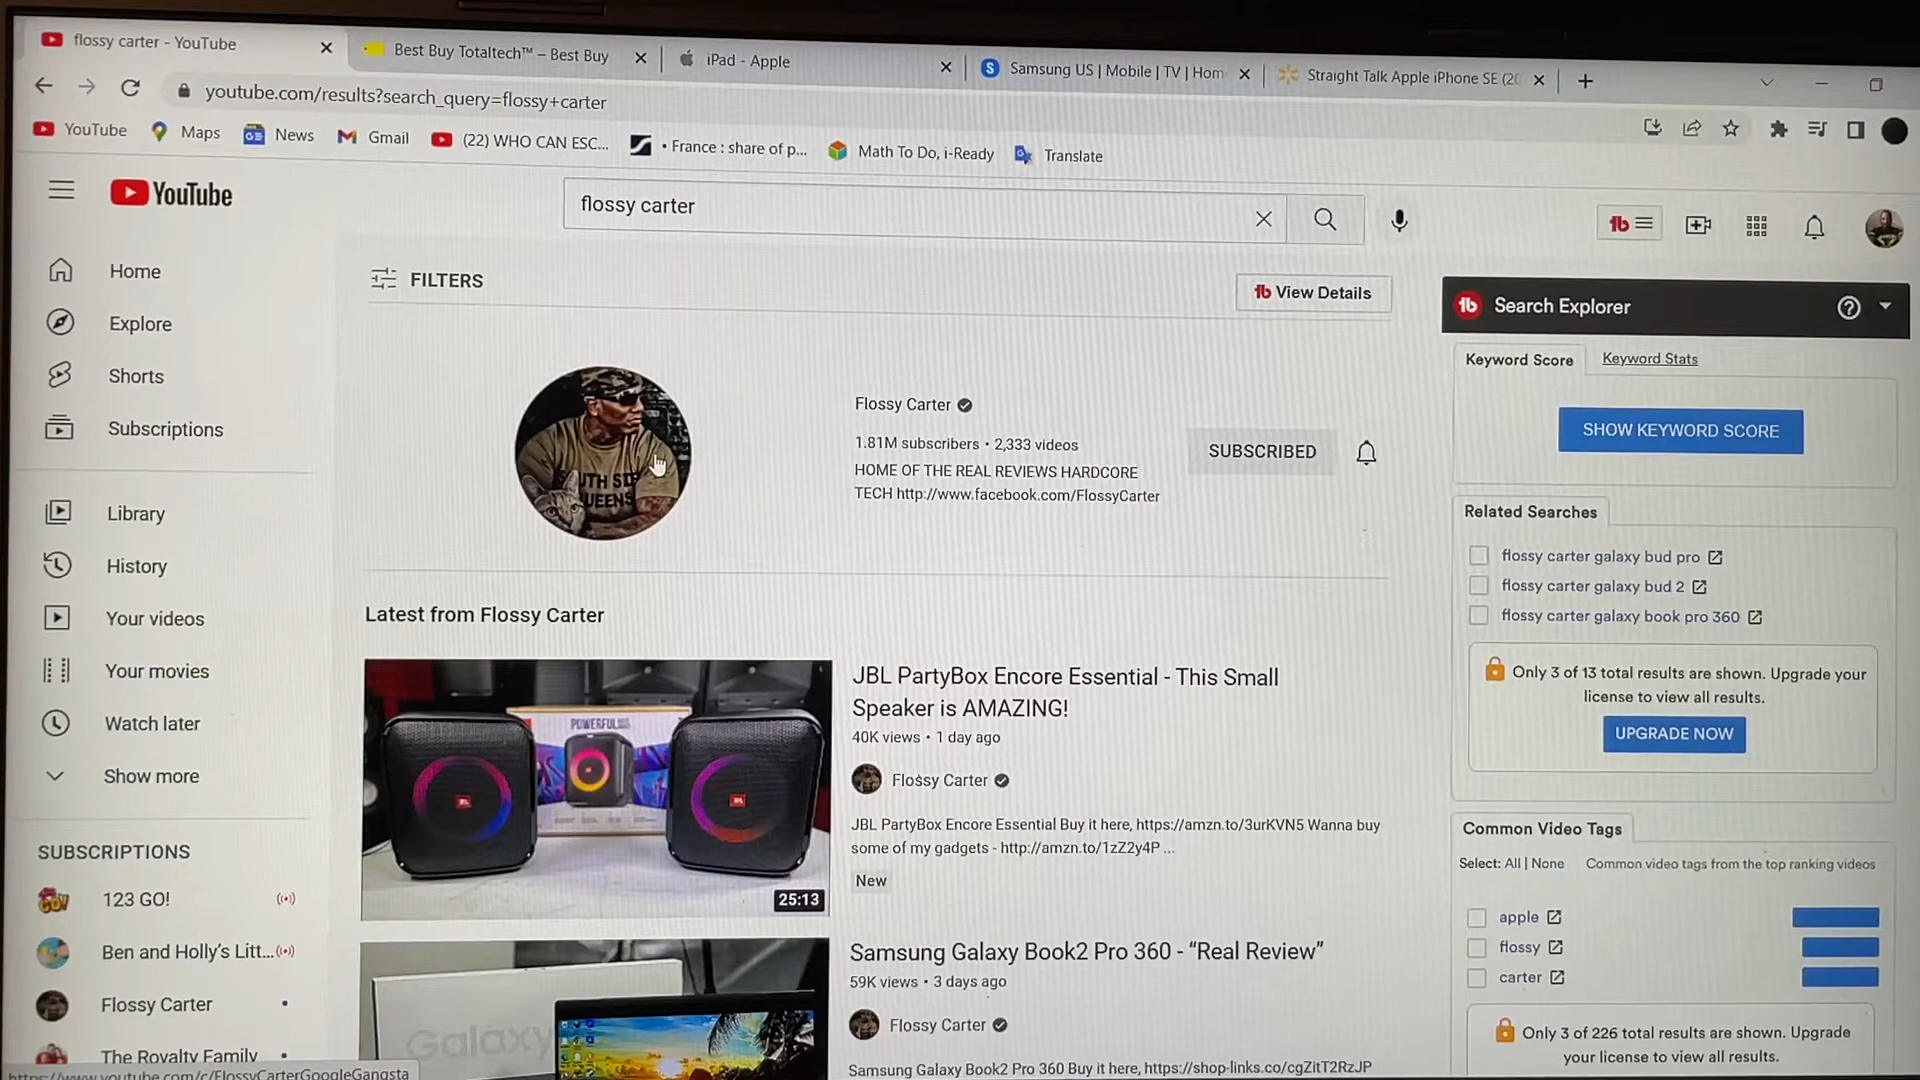 flossy carter - YouTube
Best Buy Totaltech™ – Best Buy
iPad - Apple
Samsung US | Mobile | TV | Hom
Straight Talk Apple iPhone SE (20
youtube.com/results?search_query=flossy+carter
YouTube
Maps
News
Gmail
(22) WHO CAN ESC...
• France : share of p...
Math To Do, i-Ready
Translate
YouTube
flossy carter
Home
Explore
Shorts
Subscriptions
Library
History
Your videos
Your movies
Watch later
Show more
SUBSCRIPTIONS
123 GO!
Ben and Holly's Litt...
Flossy Carter
The Royalty Family
https://www.youtube.com/c/FlossyCarterGoogleGangsta
FILTERS
View Details
Flossy Carter
1.81M subscribers • 2,333 videos
HOME OF THE REAL REVIEWS HARDCORE
TECH http://www.facebook.com/FlossyCarter
SUBSCRIBED
Latest from Flossy Carter
POWERFUL
25:13
JBL PartyBox Encore Essential - This Small
Speaker is AMAZING!
40K views • 1 day ago
Flossy Carter
JBL PartyBox Encore Essential Buy it here, https://amzn.to/3urKVN5 Wanna buy
some of my gadgets - http://amzn.to/1zZ2y4P ...
New
Galaxy
Samsung Galaxy Book2 Pro 360 - “Real Review”
59K views • 3 days ago
Flossy Carter
Samsung Galaxy Book2 Pro 360 Buy it here, https://shop-links.co/cgZitT2RzJP
Search Explorer
Keyword Score
Keyword Stats
SHOW KEYWORD SCORE
Related Searches
flossy carter galaxy bud pro
flossy carter galaxy bud 2
flossy carter galaxy book pro 360
Only 3 of 13 total results are shown. Upgrade your
license to view all results.
UPGRADE NOW
Common Video Tags
Select: All | None
Common video tags from the top ranking videos
apple
flossy
carter
Only 3 of 226 total results are shown. Upgrade
your license to view all results.